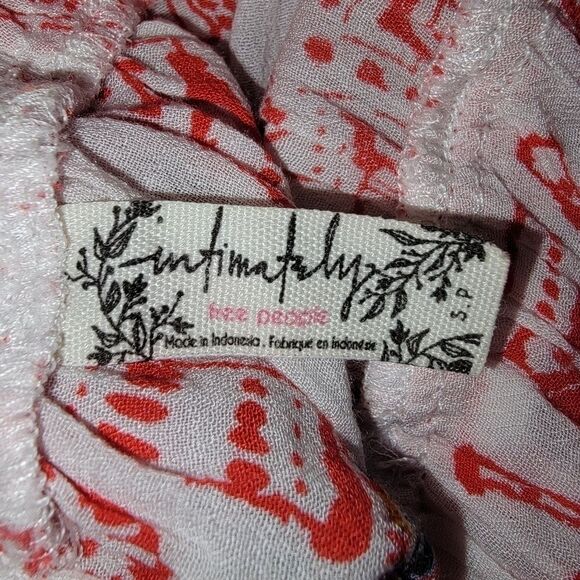 intimately
free people
Made in Indonesia . Fabriqué en Indonésie
S.P